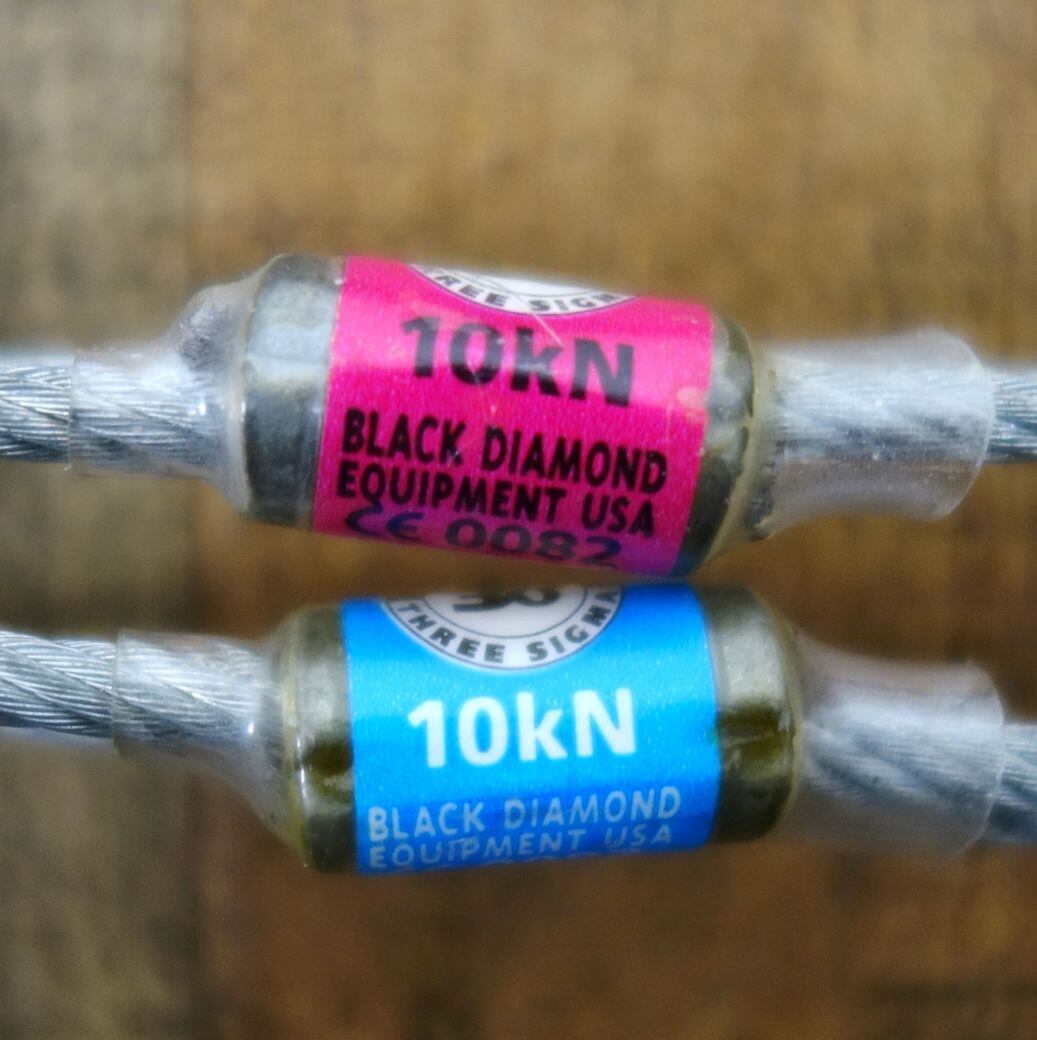 THREE SIGMA
10kN
BLACK DIAMOND
EQUIPMENT USA
CE 0082
THREE SIGMA
10kN
BLACK DIAMOND
EQUIPMENT USA